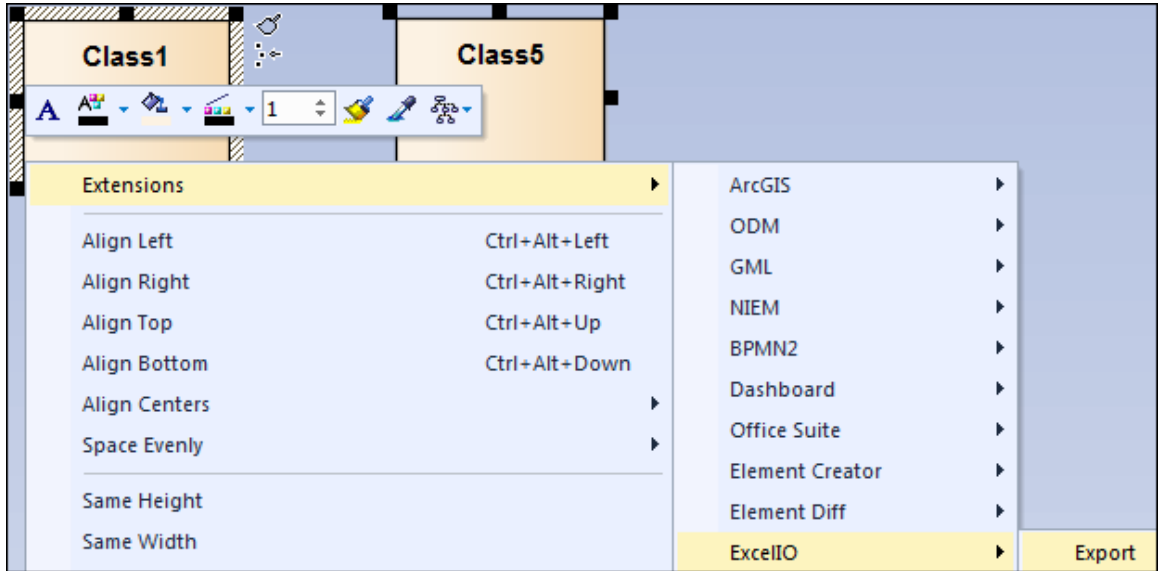 Class1
Class5
A A 1
Extensions
Align Left Ctrl+Alt+Left
Align Right Ctrl+Alt+Right
Align Top Ctrl+Alt+Up
Align Bottom Ctrl+Alt+Down
Align Centers
Space Evenly
Same Height
Same Width
ArcGIS
ODM
GML
NIEM
BPMN2
Dashboard
Office Suite
Element Creator
Element Diff
ExcelIO
Export